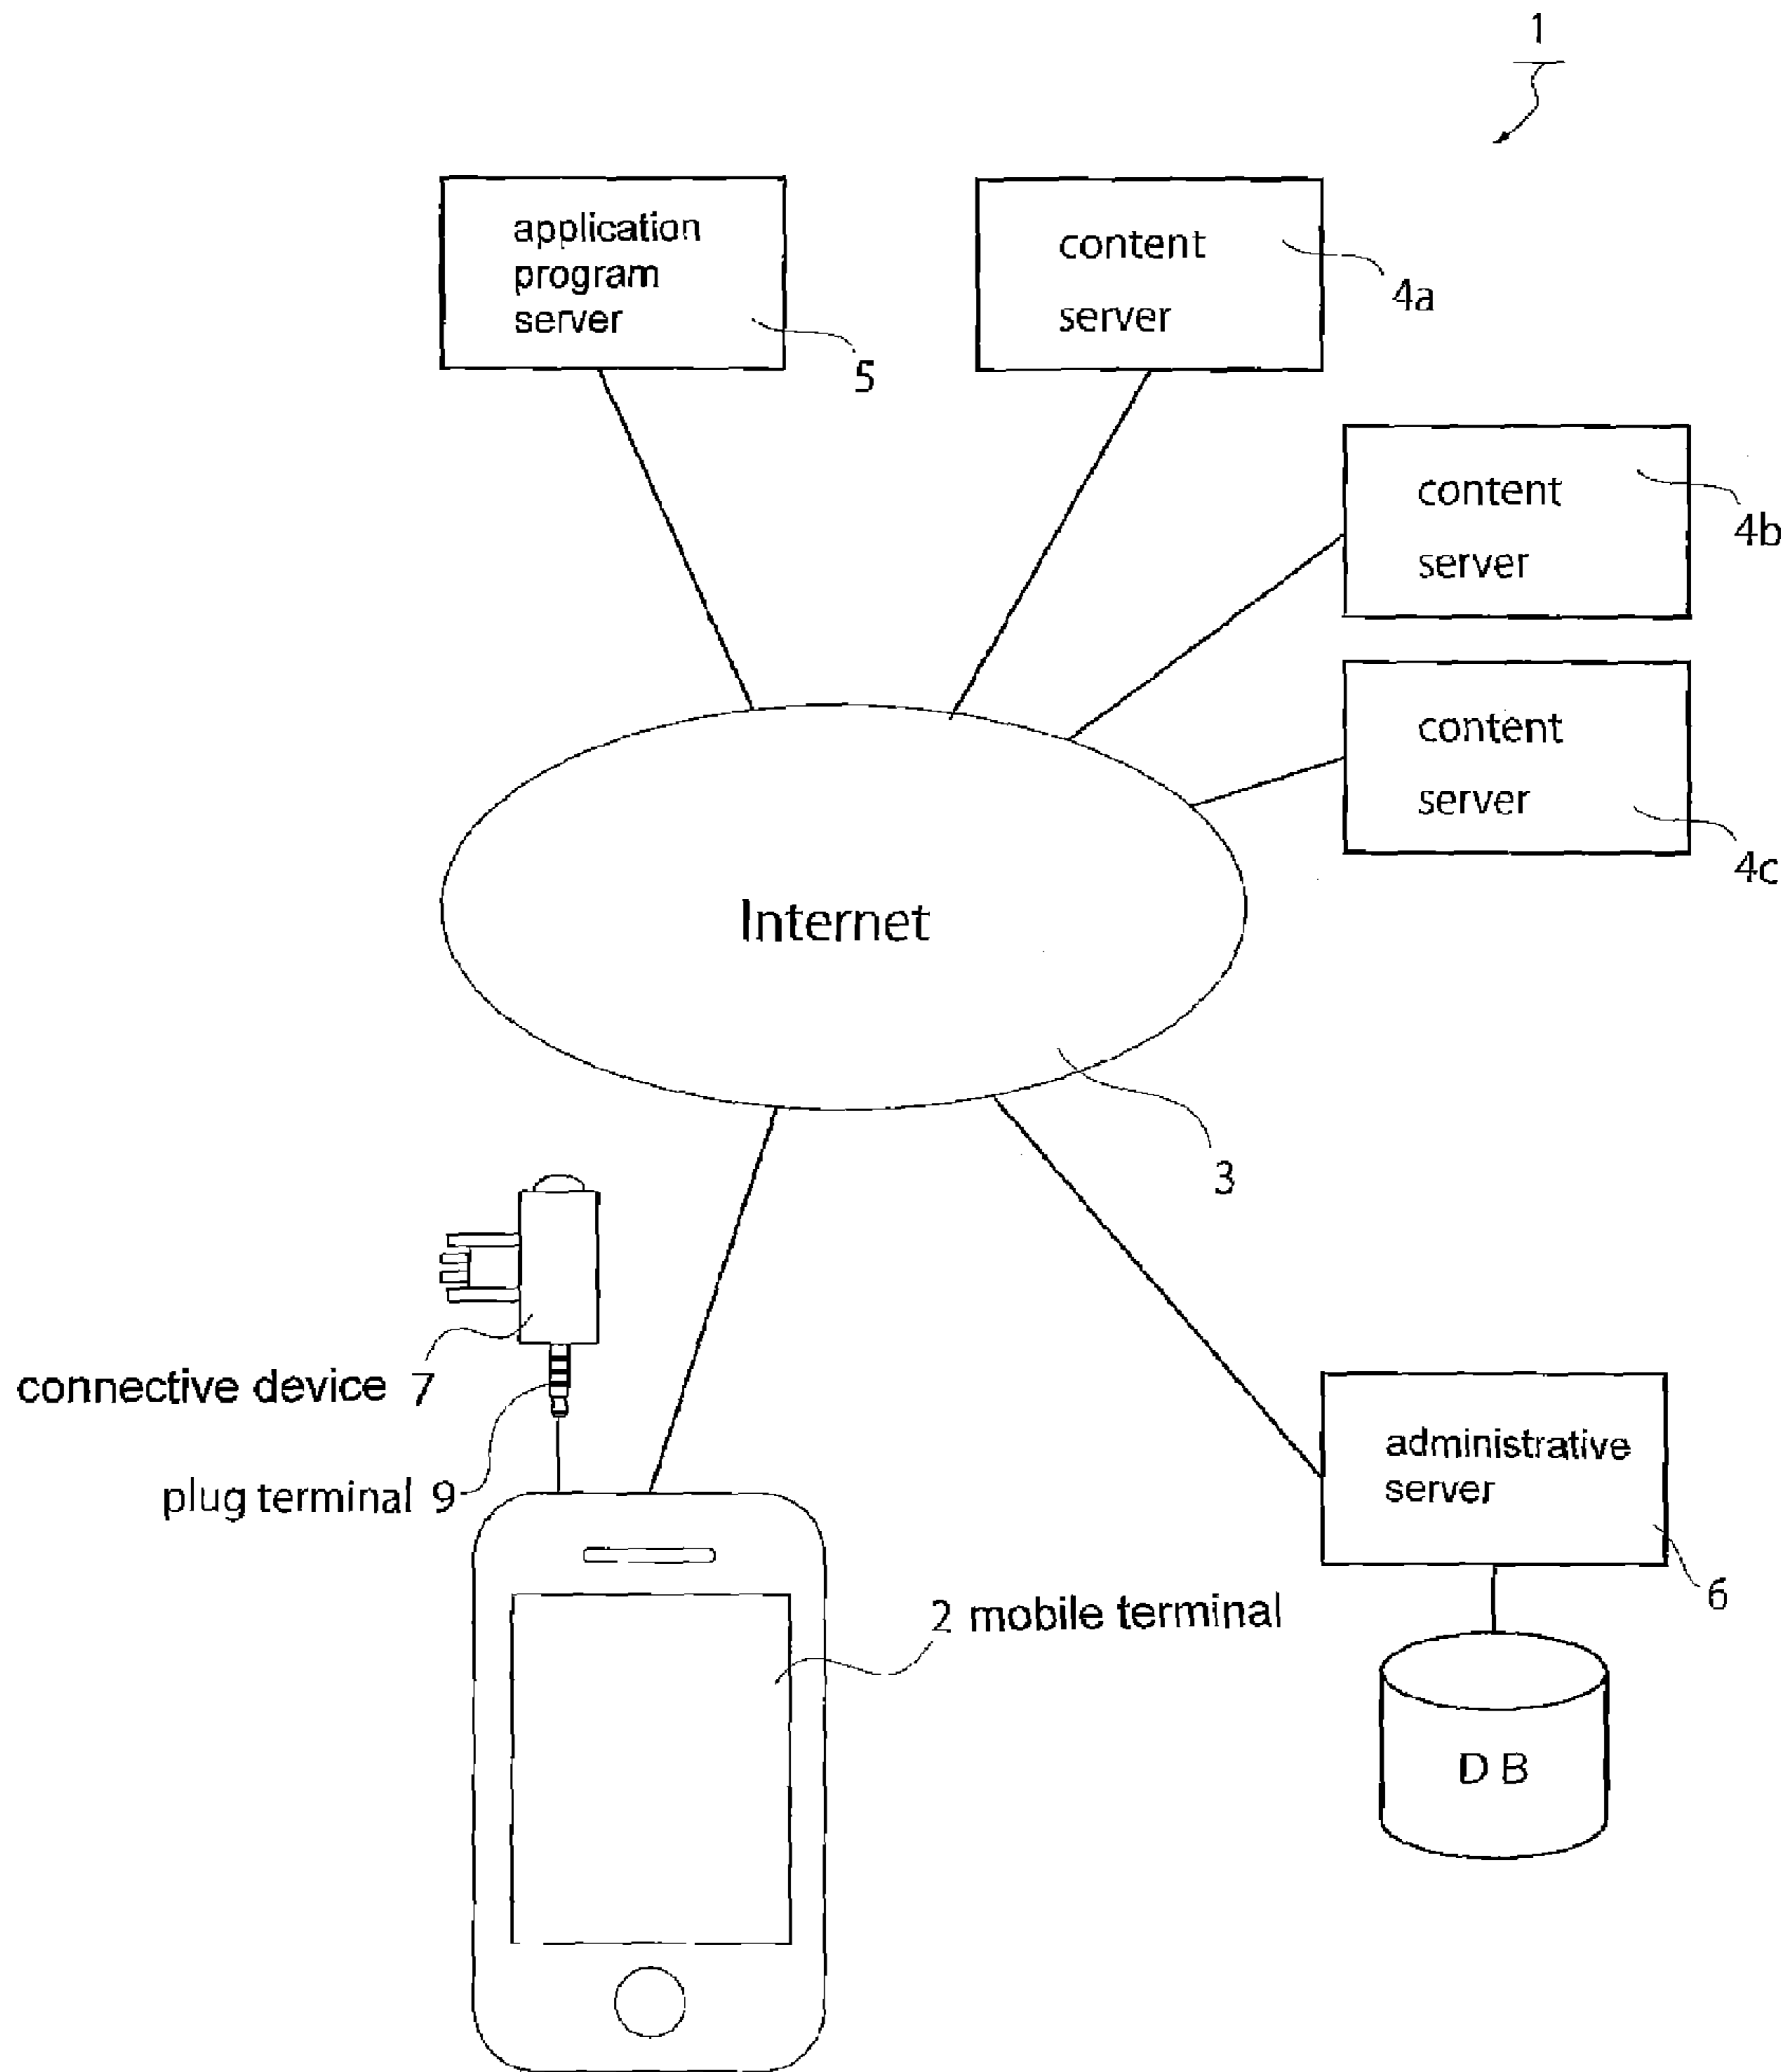 1
application
program
server
5
content
server
4a
content
server
4b
content
server
4c
Internet
3
connective device 7
plug terminal 9
administrative
server
6
2 mobile terminal
D B